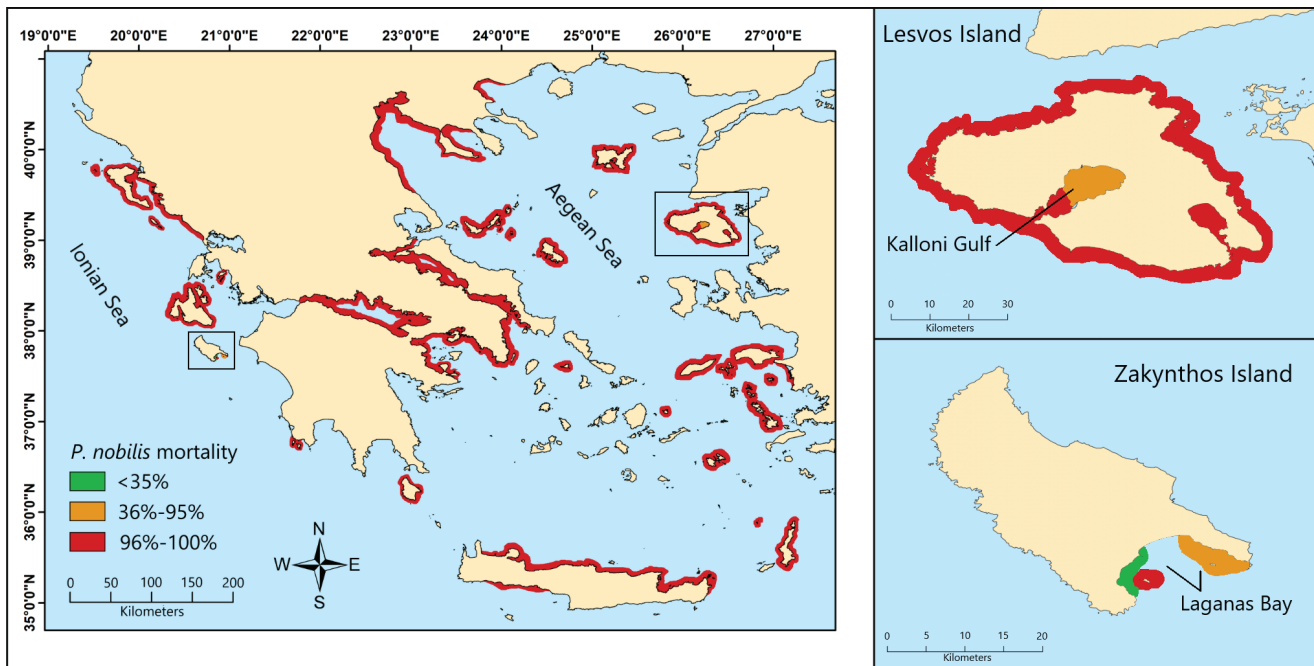 19°0'0"E 20°0'0"E 21°0'0"E 22°0'0"E 23°0'0"E 24°0'0"E 25°0'0"E 26°0'0"E 27°0'0"E
40°0'0"N
39°0'0"N
38°0'0"N
37°0'0"N
36°0'0"N
35°0'0"N
Aegean Sea
Ionian Sea
P. nobilis mortality
<35%
36%-95%
96%-100%
0 50 100 150 200
Kilometers
N
W E
S
Lesvos Island
Kalloni Gulf
0 10 20 30
Kilometers
Zakynthos Island
Laganas Bay
0 5 10 15 20
Kilometers